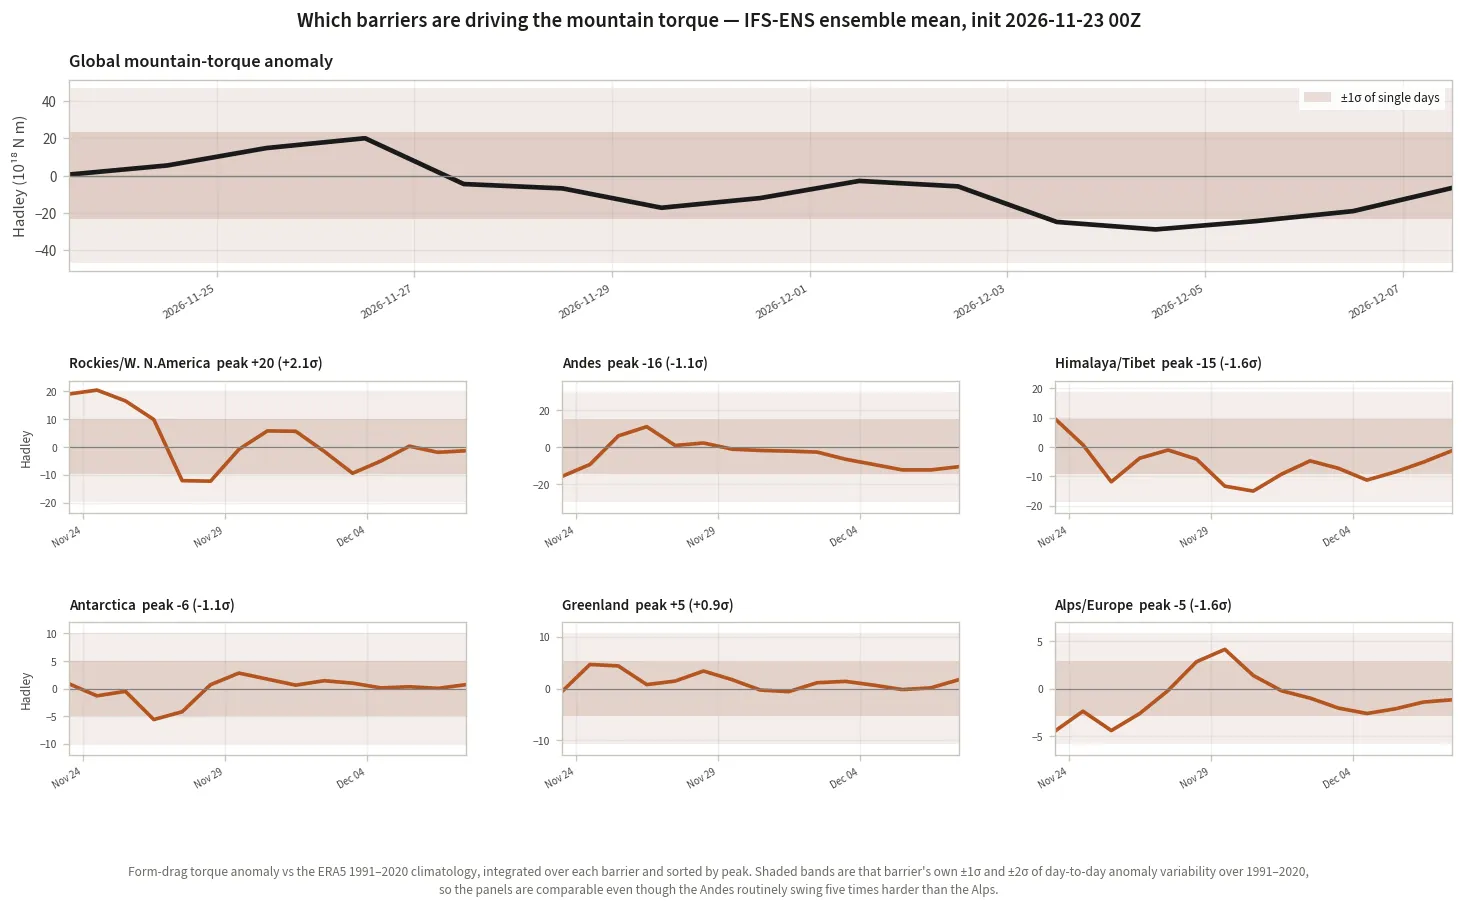 Which barriers are driving the mountain torque — IFS-ENS ensemble mean, init 2026-11-23 00Z
Global mountain-torque anomaly
Hadley (10¹⁸ N m)
40
20
0
−20
−40
±1σ of single days
2026-11-25
2026-11-27
2026-11-29
2026-12-01
2026-12-03
2026-12-05
2026-12-07
Rockies/W. N.America peak +20 (+2.1σ)
Hadley
20
10
0
−10
−20
Nov 24
Nov 29
Dec 04
Andes peak -16 (-1.1σ)
20
0
−20
Nov 24
Nov 29
Dec 04
Himalaya/Tibet peak -15 (-1.6σ)
20
10
0
−10
−20
Nov 24
Nov 29
Dec 04
Antarctica peak -6 (-1.1σ)
Hadley
10
5
0
−5
−10
Nov 24
Nov 29
Dec 04
Greenland peak +5 (+0.9σ)
10
0
−10
Nov 24
Nov 29
Dec 04
Alps/Europe peak -5 (-1.6σ)
5
0
−5
Nov 24
Nov 29
Dec 04
Form-drag torque anomaly vs the ERA5 1991–2020 climatology, integrated over each barrier and sorted by peak. Shaded bands are that barrier's own ±1σ and ±2σ of day-to-day anomaly variability over 1991–2020,
so the panels are comparable even though the Andes routinely swing five times harder than the Alps.